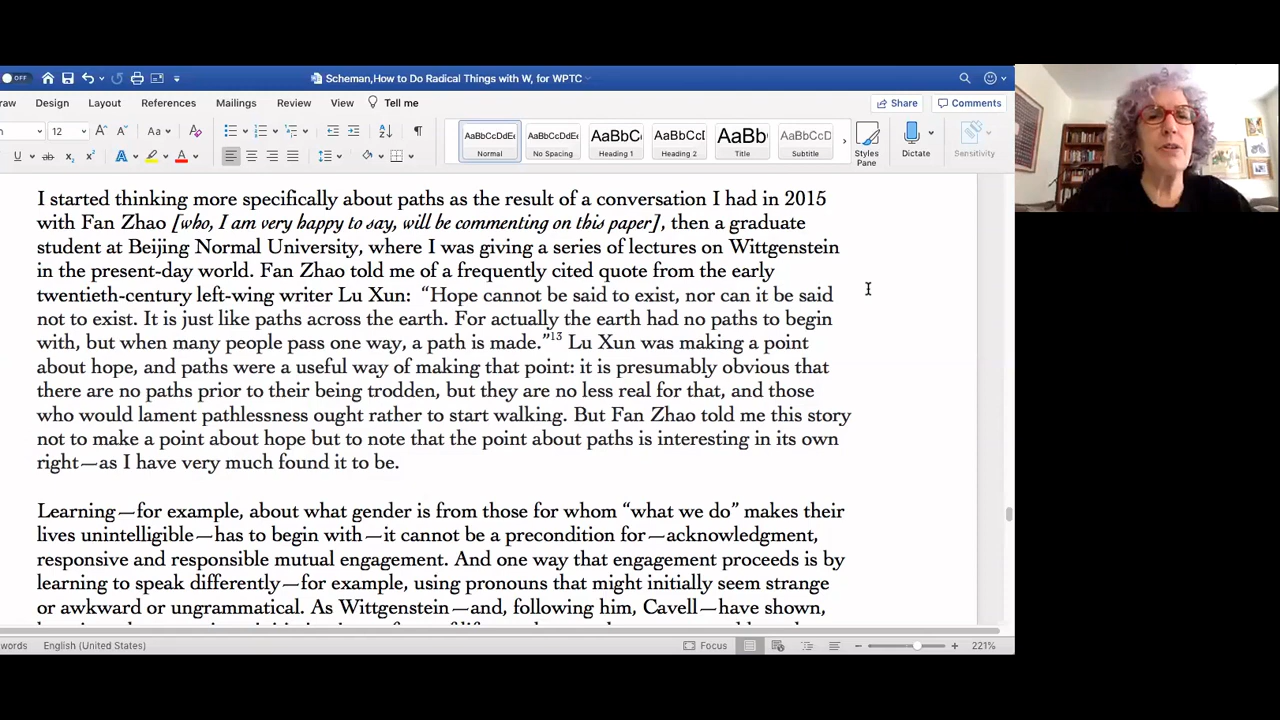 OFF
Scheman,How to Do Radical Things with W, for WPTC
raw Design Layout References Mailings Review View Tell me
Share Comments
12 Aa
AaBbCcDdEe AaBbCcDdEe AaBbC AaBbCcD AaBb AaBbCcD
Normal No Spacing Heading 1 Heading 2 Title Subtitle
Styles
Pane
Dictate
Sensitivity
I started thinking more specifically about paths as the result of a conversation I had in 2015
with Fan Zhao [who, I am very happy to say, will be commenting on this paper], then a graduate
student at Beijing Normal University, where I was giving a series of lectures on Wittgenstein
in the present-day world. Fan Zhao told me of a frequently cited quote from the early
twentieth-century left-wing writer Lu Xun: “Hope cannot be said to exist, nor can it be said
not to exist. It is just like paths across the earth. For actually the earth had no paths to begin
with, but when many people pass one way, a path is made.”13 Lu Xun was making a point
about hope, and paths were a useful way of making that point: it is presumably obvious that
there are no paths prior to their being trodden, but they are no less real for that, and those
who would lament pathlessness ought rather to start walking. But Fan Zhao told me this story
not to make a point about hope but to note that the point about paths is interesting in its own
right—as I have very much found it to be.
Learning—for example, about what gender is from those for whom “what we do” makes their
lives unintelligible—has to begin with—it cannot be a precondition for—acknowledgment,
responsive and responsible mutual engagement. And one way that engagement proceeds is by
learning to speak differently—for example, using pronouns that might initially seem strange
or awkward or ungrammatical. As Wittgenstein—and, following him, Cavell—have shown,
words English (United States) Focus 221%